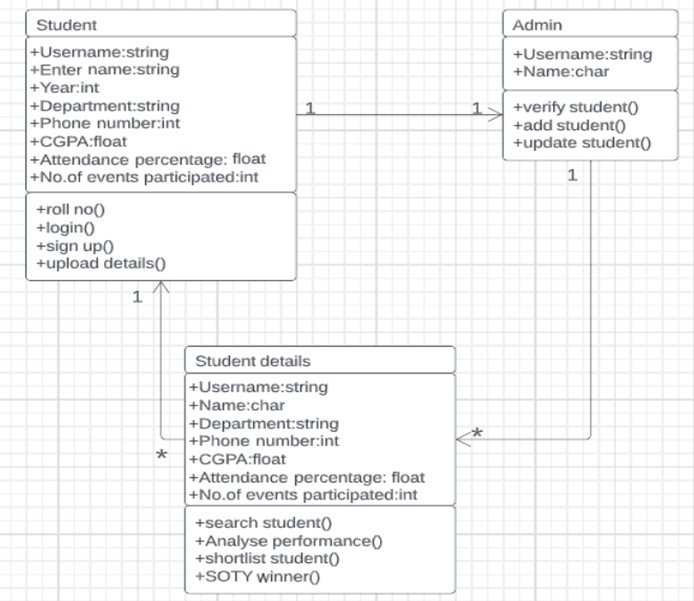 Student
+Username:string
+Enter name:string
+Year:int
+Department:string
+Phone number:int
+CGPA:float
+Attendance percentage: float
+No.of events participated:int
+roll no()
+login()
+sign up()
+upload details()
1
1
Admin
+Username:string
+Name:char
+verify student()
+add student()
+update student()
1
1
*
*
Student details
+Username:string
+Name:char
+Department:string
+Phone number:int
+CGPA:float
+Attendance percentage: float
+No.of events participated:int
+search student()
+Analyse performance()
+shortlist student()
+SOTY winner()